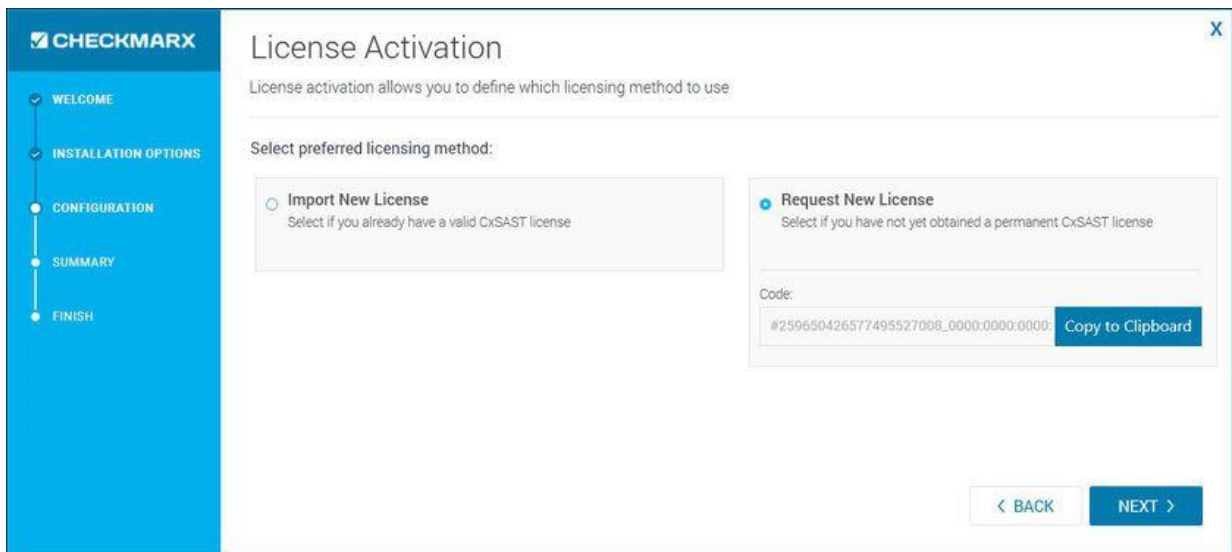 CHECKMARX
WELCOME
INSTALLATION OPTIONS
CONFIGURATION
SUMMARY
FINISH
X
License Activation
License activation allows you to define which licensing method to use
Select preferred licensing method:
Import New License
Select if you already have a valid CxSAST license
Request New License
Select if you have not yet obtained a permanent CxSAST license
Code:
#259650426577495527008_0000:0000:0000:
Copy to Clipboard
< BACK
NEXT >